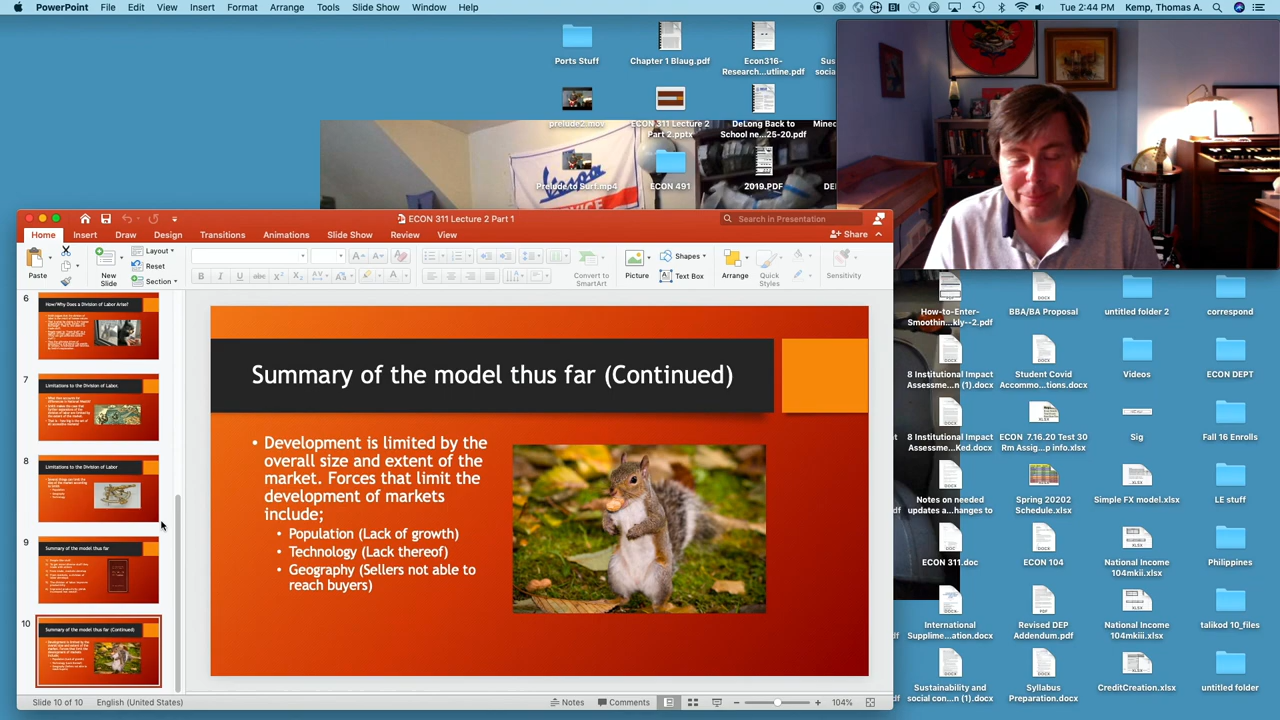 PowerPoint File Edit View Insert Format Arrange Tools Slide Show Window Help
Tue 2:44 PM Kemp, Thomas A.
Ports Stuff
Chapter 1 Blaug.pdf
Econ316-
Research...utline.pdf
prelude2.mov
ECON 311 Lecture 2
Part 2.pptx
DeLong Back to
School ne...25-20.pdf
Prelude to Surf.mp4
ECON 491
2019.PDF
ECON 311 Lecture 2 Part 1
Search in Presentation
Home Insert Draw Design Transitions Animations Slide Show Review View
Share
Paste
New
Slide
Layout
Reset
Section
Convert to
SmartArt
Picture
Shapes
Text Box
Arrange
Quick
Styles
Sensitivity
6
How/Why Does a Division of Labor Arise?
7
Limitations to the Division of Labor.
8
Limitations to the Division of Labor
9
Summary of the model thus far
10
Summary of the model thus far (Continued)
Summary of the model thus far (Continued)
• Development is limited by the
overall size and extent of the
market. Forces that limit the
development of markets
include;
• Population (Lack of growth)
• Technology (Lack thereof)
• Geography (Sellers not able to
reach buyers)
Slide 10 of 10 English (United States)
Notes Comments 104%
How-to-Enter-
Smoothin...kly--2.pdf
BBA/BA Proposal
untitled folder 2
correspond
8 Institutional Impact
Assessme...n (1).docx
Student Covid
Accommo...tions.docx
Videos
ECON DEPT
8 Institutional Impact
Assessme...Ked.docx
ECON 7.16.20 Test 30
Rm Assig...p info.xlsx
Sig
Fall 16 Enrolls
Notes on needed
updates a...hanges to
Spring 20202
Schedule.xlsx
Simple FX model.xlsx
LE stuff
ECON 311.doc
ECON 104
National Income
104mkii.xlsx
Philippines
International
Supplime...ation.docx
Revised DEP
Addendum.pdf
National Income
104mkiii.xlsx
talikod 10_files
Sustainability and
social con...n (1).docx
Syllabus
Preparation.docx
CreditCreation.xlsx
untitled folder